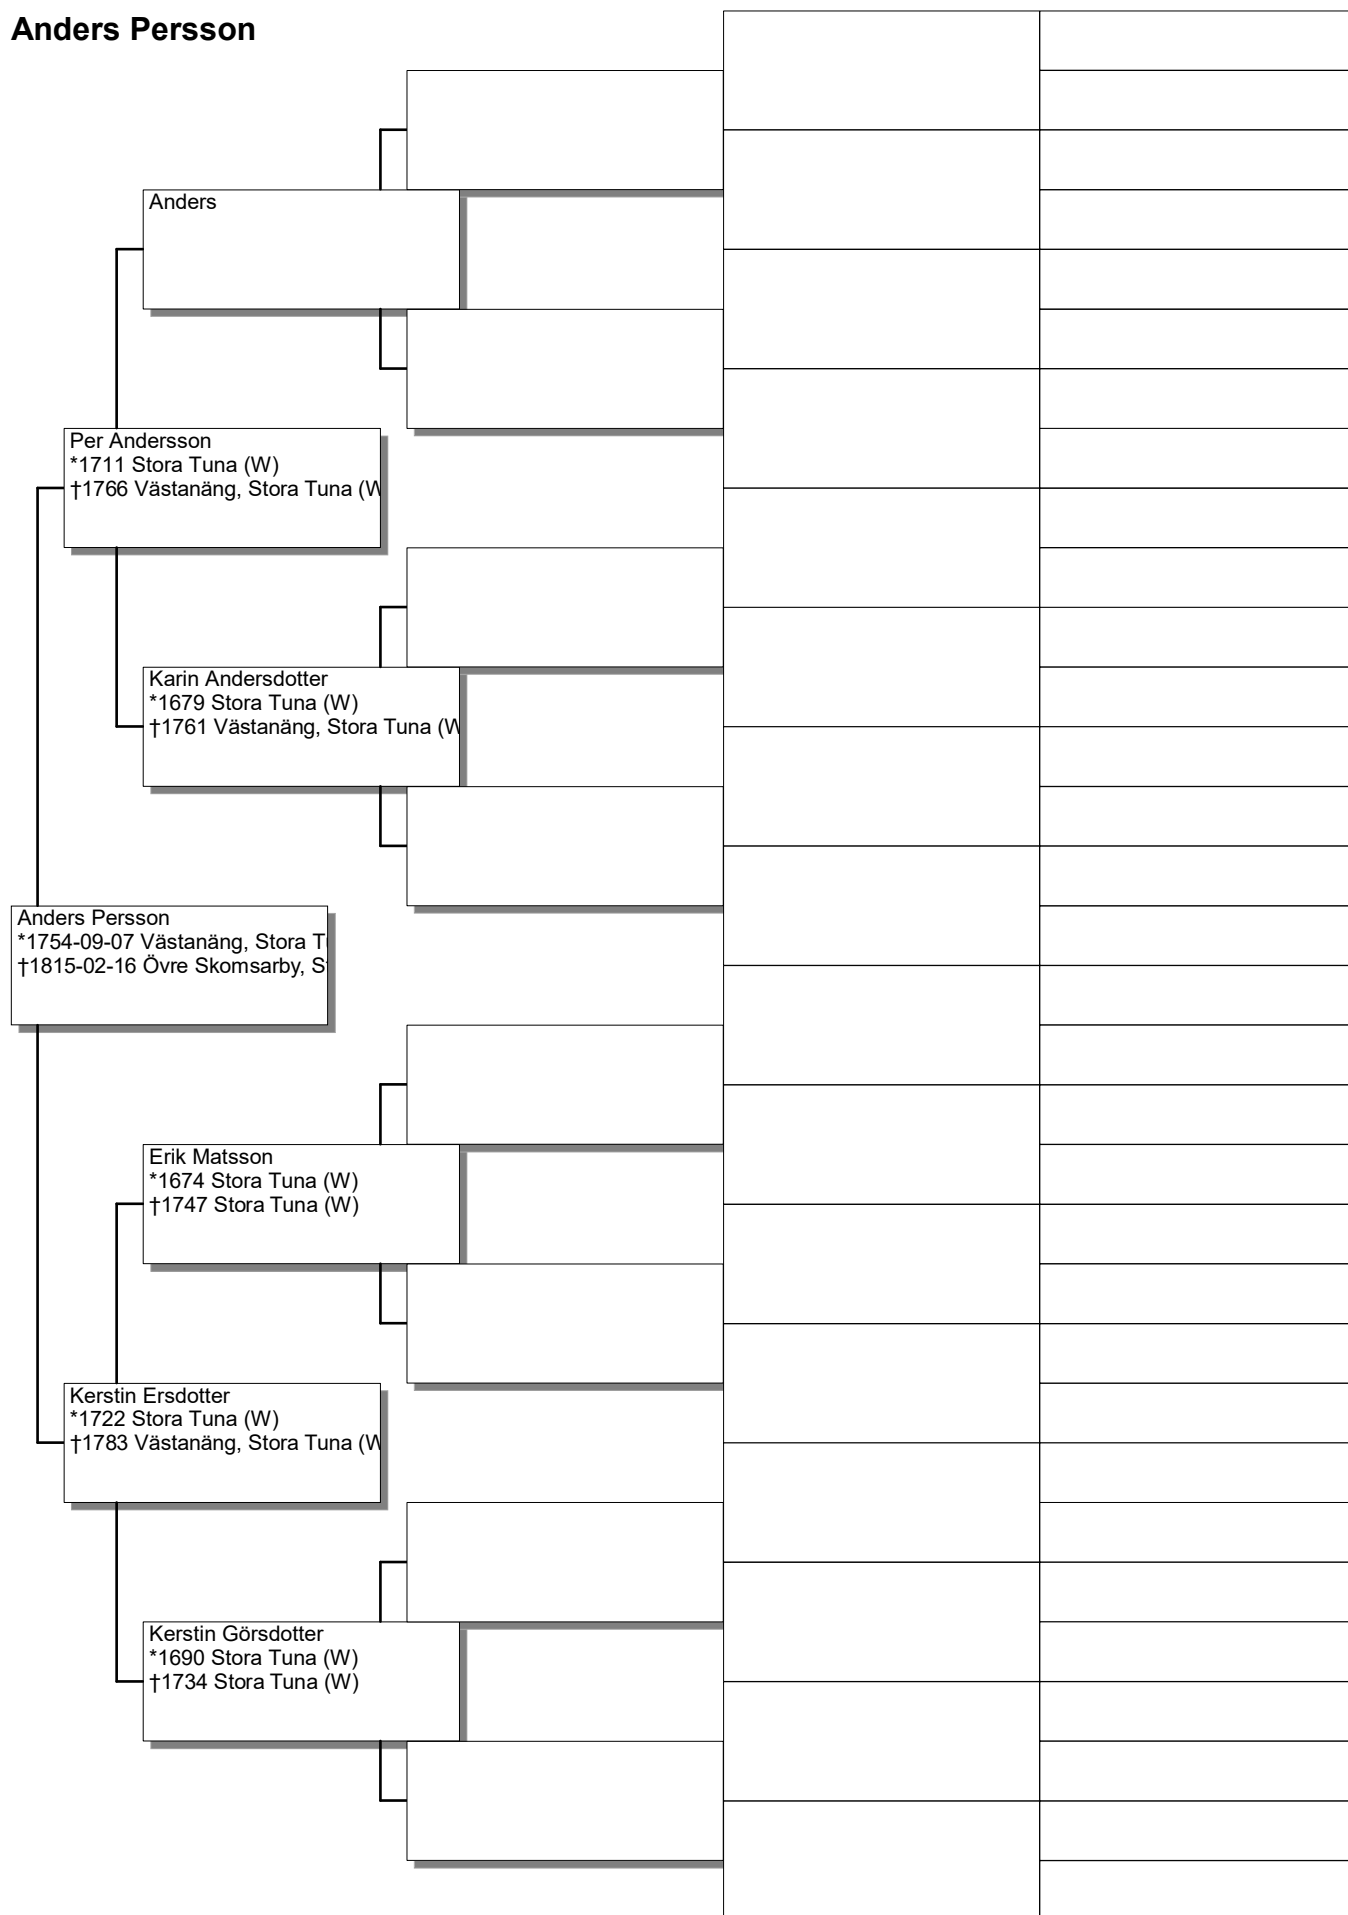 Anders Persson
Anders
Per Andersson
*1711 Stora Tuna (W)
†1766 Västanäng, Stora Tuna (W
Karin Andersdotter
*1679 Stora Tuna (W)
†1761 Västanäng, Stora Tuna (W
Anders Persson
*1754-09-07 Västanäng, Stora Tu
†1815-02-16 Övre Skomsarby, St
Erik Matsson
*1674 Stora Tuna (W)
†1747 Stora Tuna (W)
Kerstin Ersdotter
*1722 Stora Tuna (W)
†1783 Västanäng, Stora Tuna (W
Kerstin Görsdotter
*1690 Stora Tuna (W)
†1734 Stora Tuna (W)